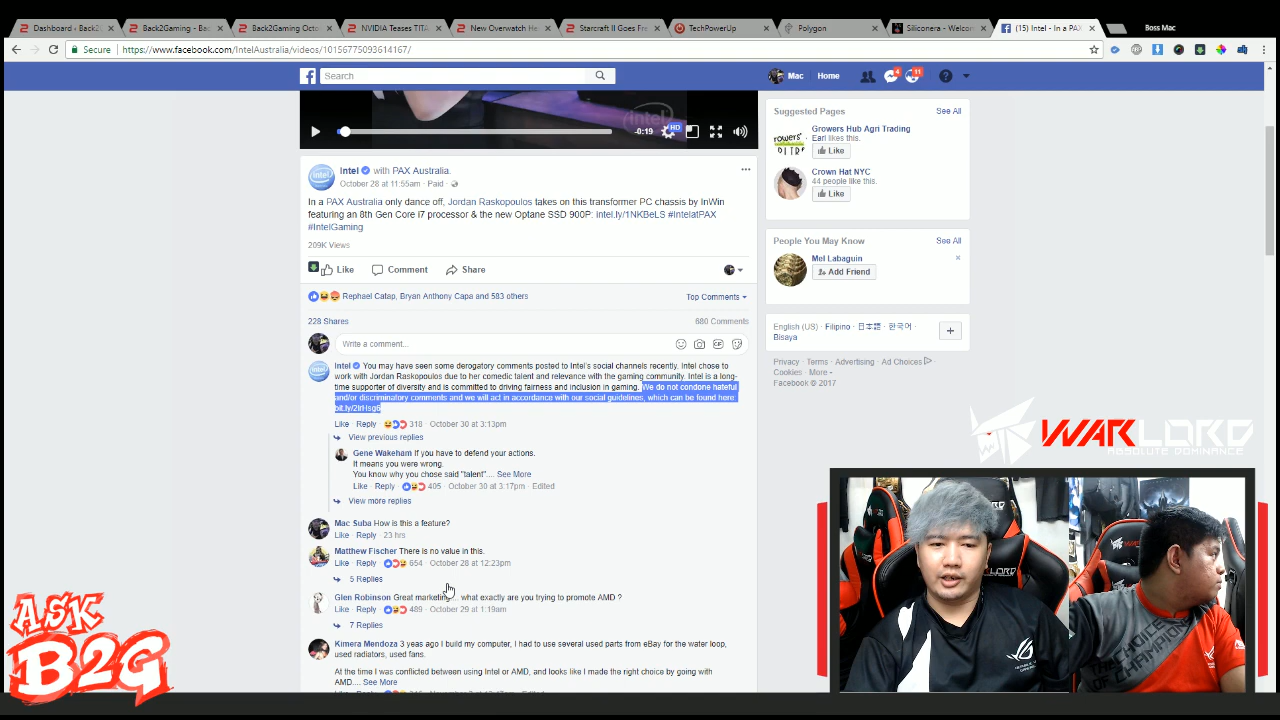 Dashboard ‹ Back2Ga
Back2Gaming - Back
Back2Gaming Octo
NVIDIA Teases TITA
New Overwatch He
Starcraft II Goes Fre
TechPowerUp
Polygon
Siliconera - Welcom
(15) Intel - In a PAX
Boss Mac
Secure
https://www.facebook.com/IntelAustralia/videos/10156775093614167/
Search
Mac
Home
4
11
intel
-0:19
HD
Intel with PAX Australia.
October 28 at 11:55am · Paid ·
In a PAX Australia only dance off, Jordan Raskopoulos takes on this transformer PC chassis by InWin
featuring an 8th Gen Core i7 processor & the new Optane SSD 900P: intel.ly/1NKBeLS #IntelatPAX
#IntelGaming
209K Views
Like Comment Share
Rephael Catap, Bryan Anthony Capa and 583 others
Top Comments
228 Shares
680 Comments
Write a comment...
Intel You may have seen some derogatory comments posted to Intel's social channels recently. Intel chose to
work with Jordan Raskopoulos due to her comedic talent and relevance with the gaming community. Intel is a long-
time supporter of diversity and is committed to driving fairness and inclusion in gaming. We do not condone hateful
and/or discriminatory comments and we will act in accordance with our social guidelines, which can be found here:
Like · Reply · 318 · October 30 at 3:13pm
View previous replies
Gene Wakeham If you have to defend your actions.
It means you were wrong.
You know why you chose said "talent".... See More
Like · Reply · 405 · October 30 at 3:17pm · Edited
View more replies
Mac Suba How is this a feature?
Like · Reply · 23 hrs
Matthew Fischer There is no value in this.
Like · Reply · 654 · October 28 at 12:23pm
5 Replies
Glen Robinson Great marketing... what exactly are you trying to promote AMD ?
Like · Reply · 489 · October 29 at 1:19am
7 Replies
Kimera Mendoza 3 yeas ago I build my computer, I had to use several used parts from eBay for the water loop,
used radiators, used fans.
At the time I was conflicted between using Intel or AMD, and looks like I made the right choice by going with
AMD.... See More
Suggested Pages
See All
Growers Hub Agri Trading
Earl likes this.
Like
Crown Hat NYC
44 people like this.
Like
People You May Know
See All
Mel Labaguin
Add Friend
English (US) · Filipino · 日本語 · 한국어 ·
Bisaya
Privacy · Terms · Advertising · Ad Choices
Cookies · More
Facebook © 2017
WARLORD
ABSOLUTE DOMINANCE
ASK
B2G
THE CHOICE
OF CHAMPIONS